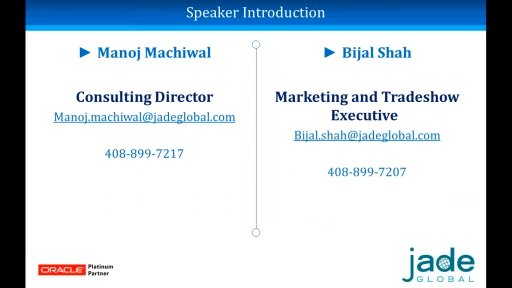 Speaker Introduction
► Manoj Machiwal
Consulting Director
Manoj.machiwal@jadeglobal.com
408-899-7217
► Bijal Shah
Marketing and Tradeshow
Executive
Bijal.shah@jadeglobal.com
408-899-7207
ORACLE Platinum
Partner
jade
GLOBAL